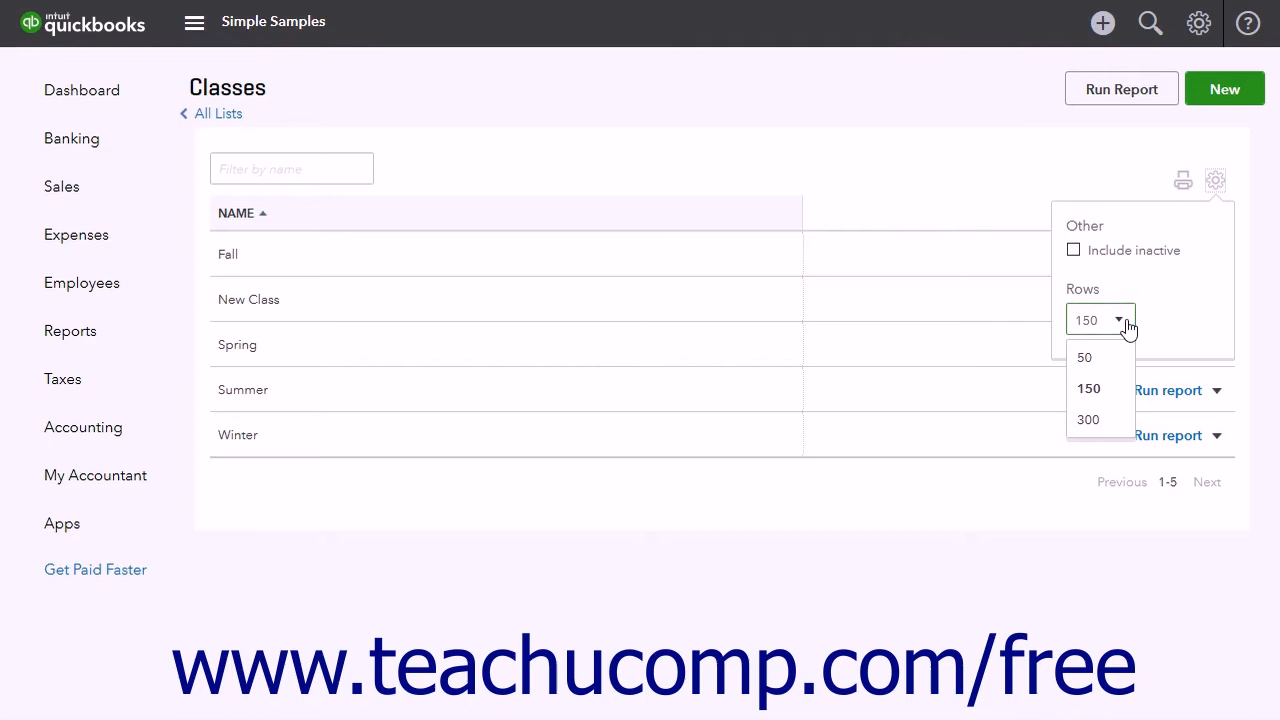 intuit
quickbooks
Simple Samples
Dashboard
Banking
Sales
Expenses
Employees
Reports
Taxes
Accounting
My Accountant
Apps
Get Paid Faster
Classes
All Lists
Run Report
New
Filter by name
NAME
Fall
New Class
Spring
Summer
Run report
Winter
Run report
Other
Include inactive
Rows
150
50
150
300
Previous 1-5 Next
www.teachucomp.com/free